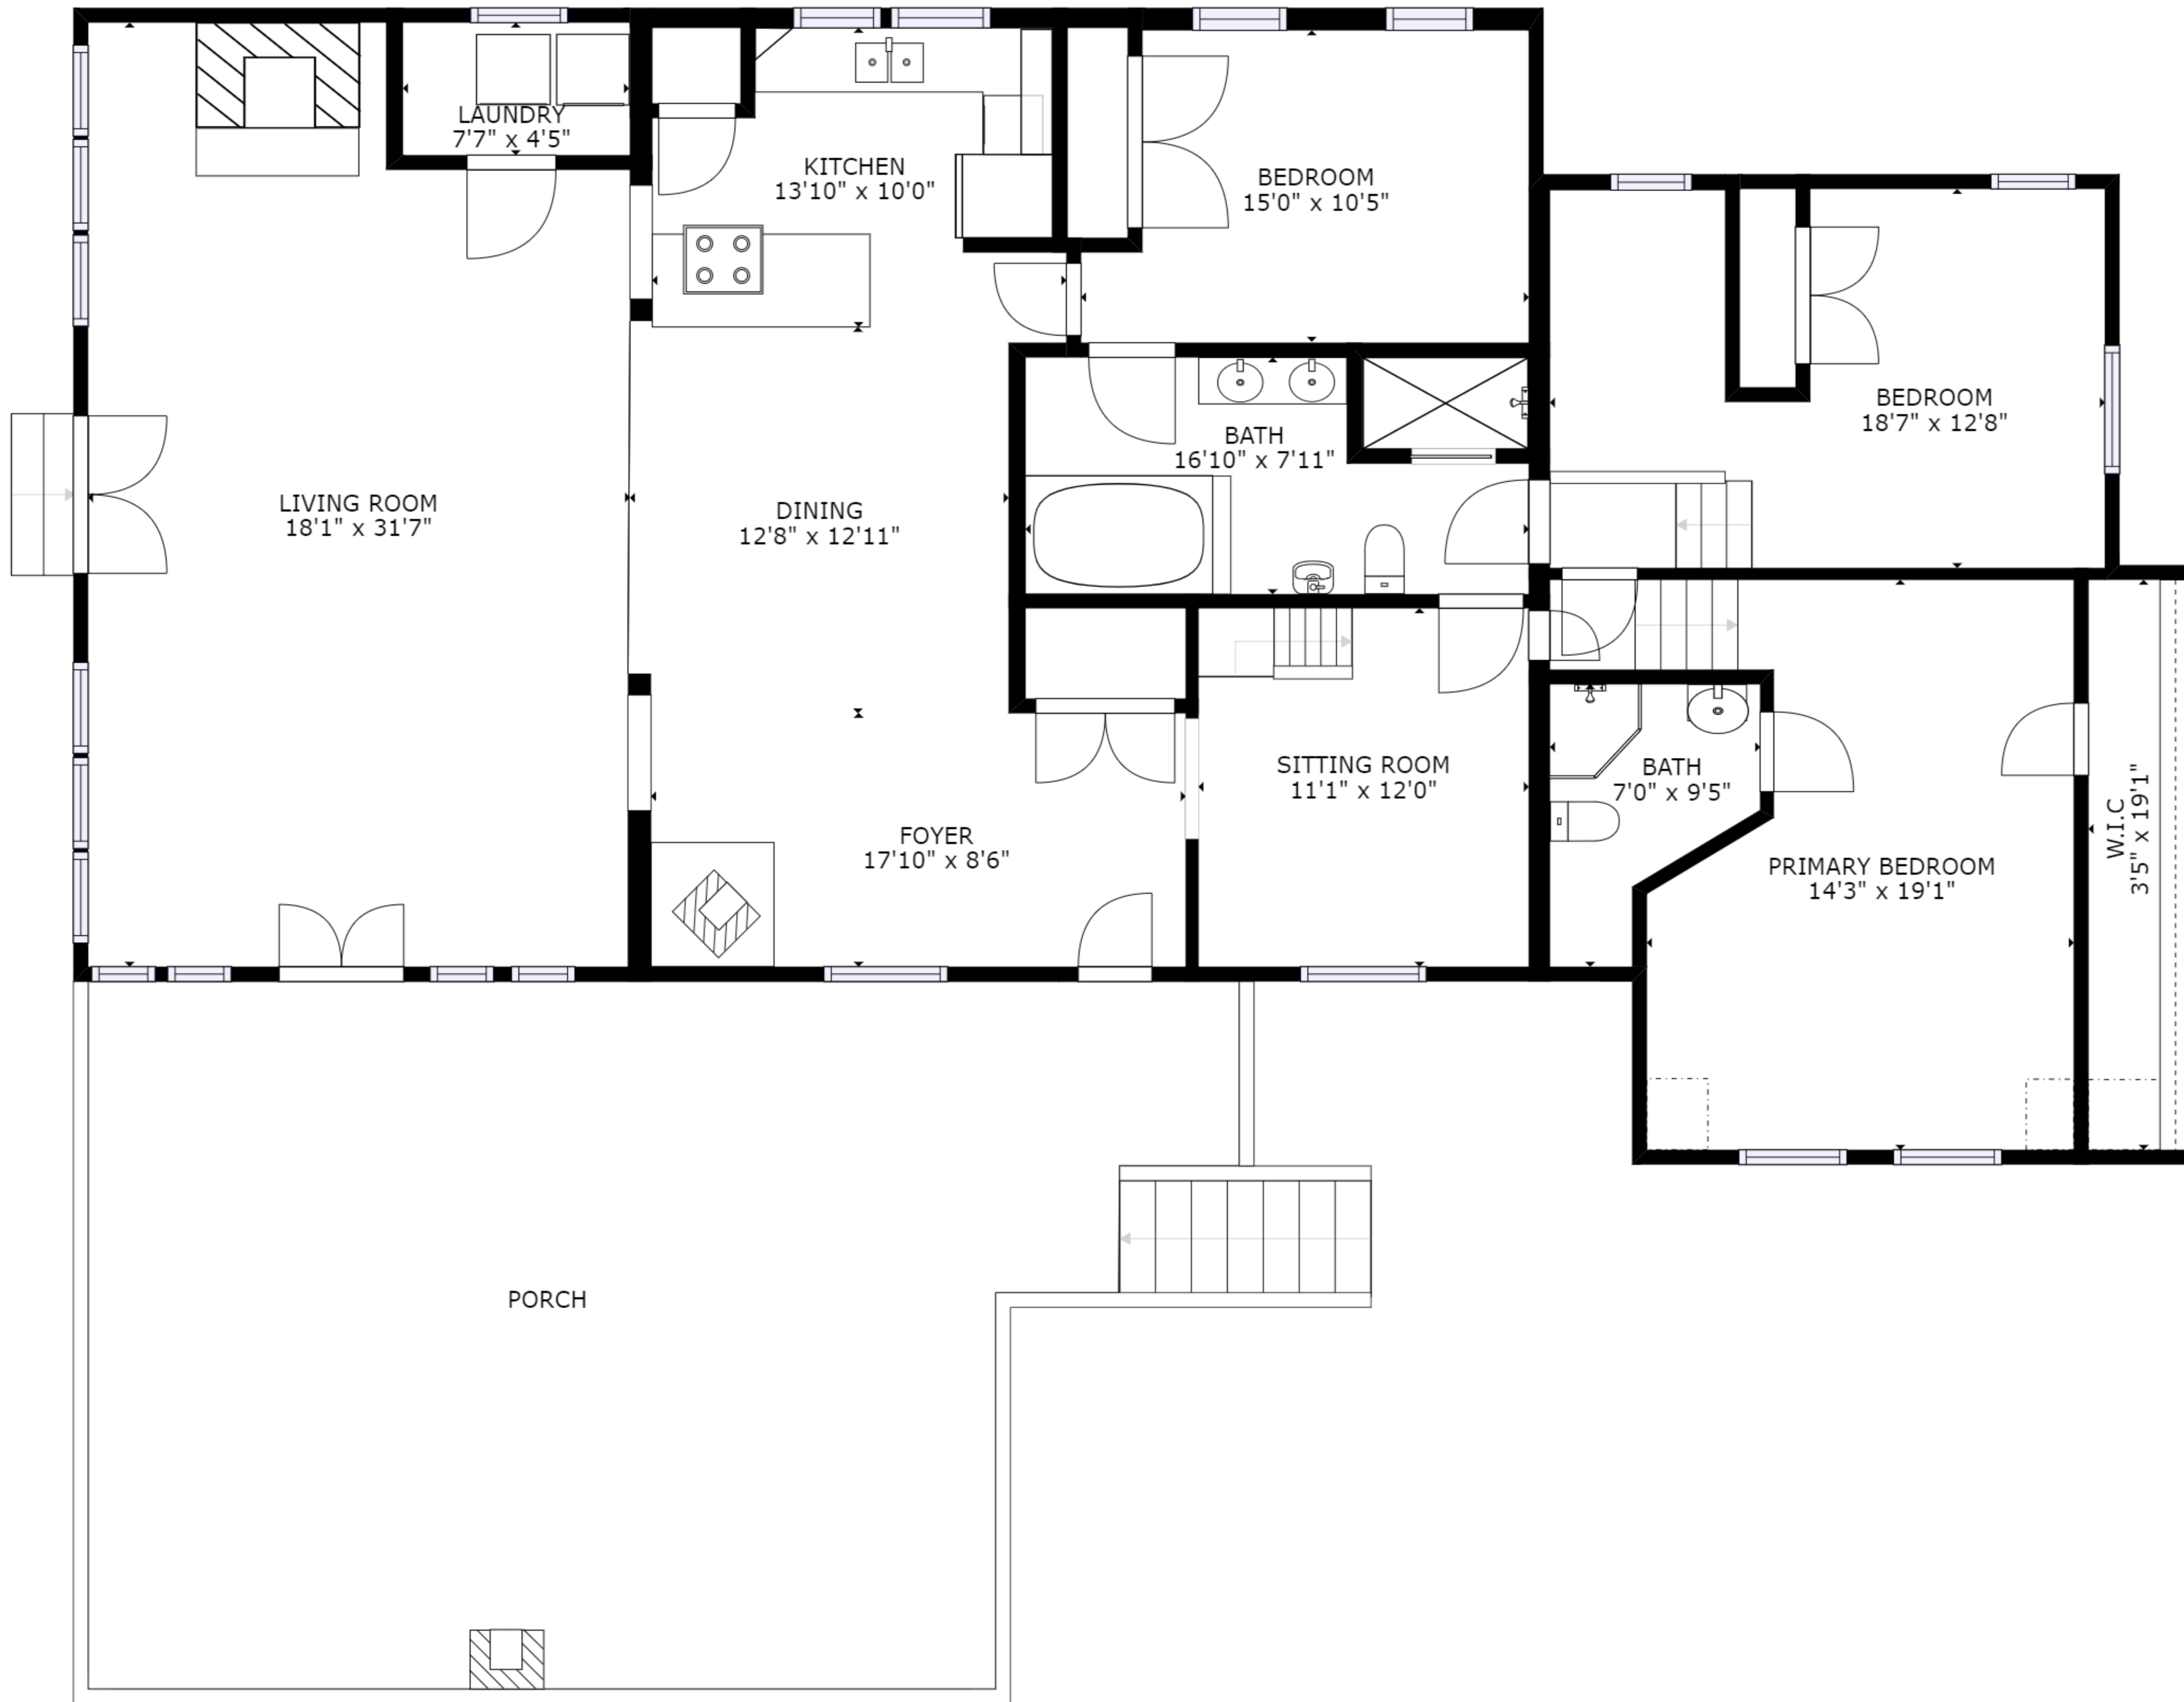 LAUNDRY
7'7" x 4'5"
KITCHEN
13'10" x 10'0"
BEDROOM
15'0" x 10'5"
BEDROOM
18'7" x 12'8"
BATH
16'10" x 7'11"
LIVING ROOM
18'1" x 31'7"
DINING
12'8" x 12'11"
SITTING ROOM
11'1" x 12'0"
BATH
7'0" x 9'5"
FOYER
17'10" x 8'6"
PRIMARY BEDROOM
14'3" x 19'1"
W.I.C
3'5" x 19'1"
PORCH